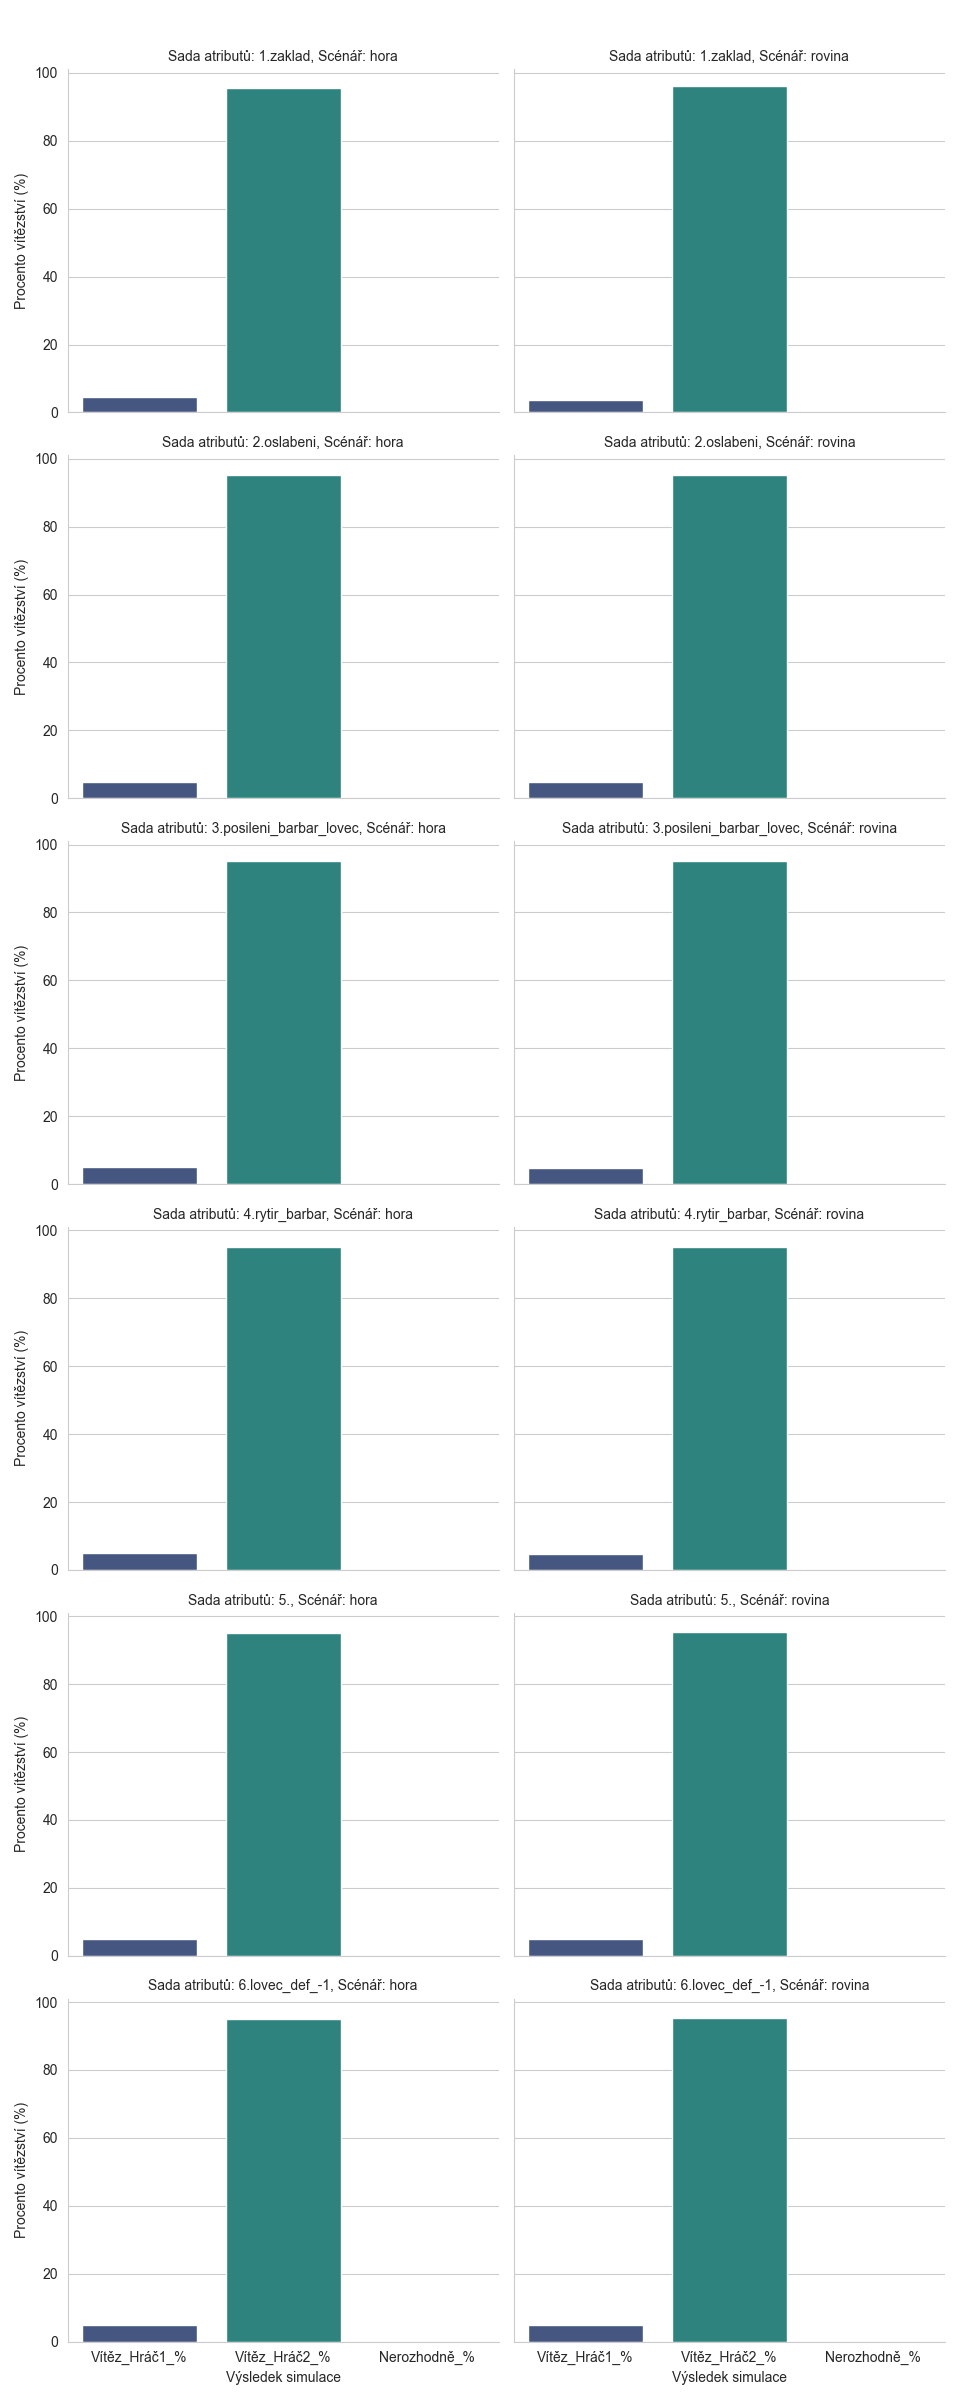 Sada atributů: 1.zaklad, Scénář: hora
Sada atributů: 1.zaklad, Scénář: rovina
Procento vítězství (%)
100
80
60
40
20
0
Sada atributů: 2.oslabeni, Scénář: hora
Sada atributů: 2.oslabeni, Scénář: rovina
Procento vítězství (%)
100
80
60
40
20
0
Sada atributů: 3.posileni_barbar_lovec, Scénář: hora
Sada atributů: 3.posileni_barbar_lovec, Scénář: rovina
Procento vítězství (%)
100
80
60
40
20
0
Sada atributů: 4.rytir_barbar, Scénář: hora
Sada atributů: 4.rytir_barbar, Scénář: rovina
Procento vítězství (%)
100
80
60
40
20
0
Sada atributů: 5., Scénář: hora
Sada atributů: 5., Scénář: rovina
Procento vítězství (%)
100
80
60
40
20
0
Sada atributů: 6.lovec_def_-1, Scénář: hora
Sada atributů: 6.lovec_def_-1, Scénář: rovina
Procento vítězství (%)
100
80
60
40
20
0
Vítěz_Hráč1_%
Vítěz_Hráč2_%
Nerozhodně_%
Vítěz_Hráč1_%
Vítěz_Hráč2_%
Nerozhodně_%
Výsledek simulace
Výsledek simulace